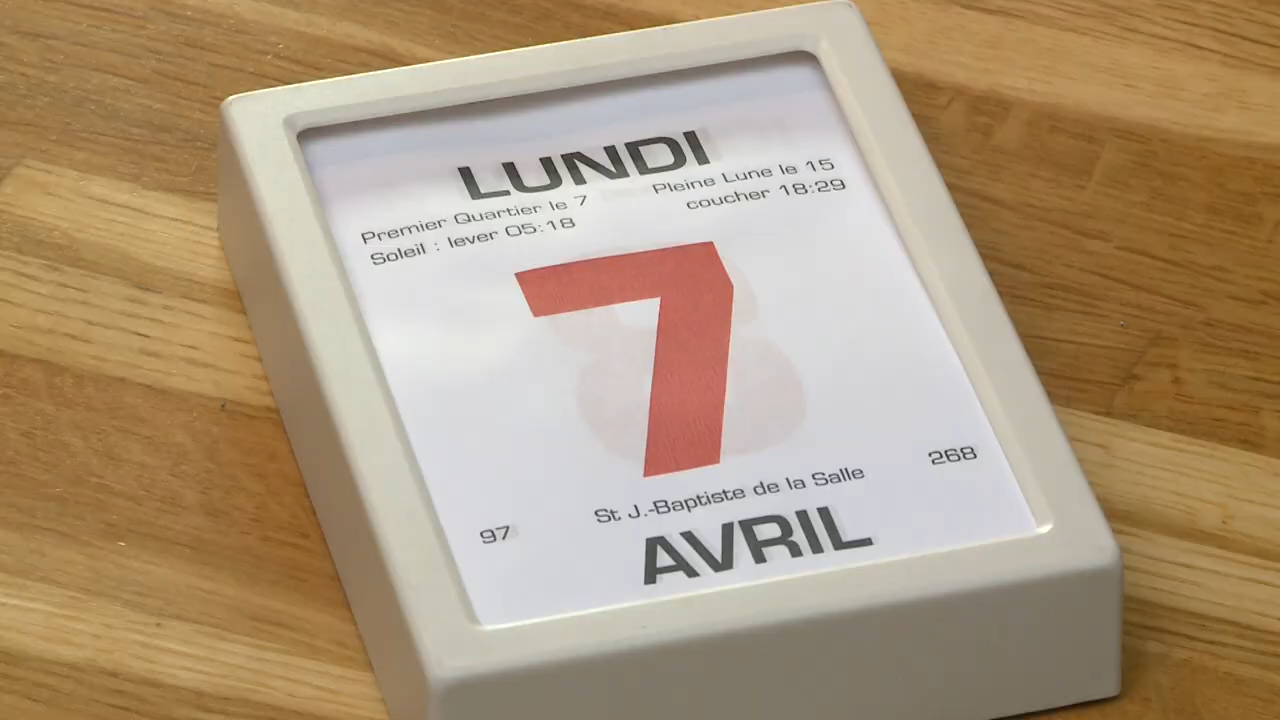 LUNDI
Premier Quartier le 7 Pleine Lune le 15
Soleil : lever 05:18 coucher 18:29
7
97 St J.-Baptiste de la Salle 268
AVRIL